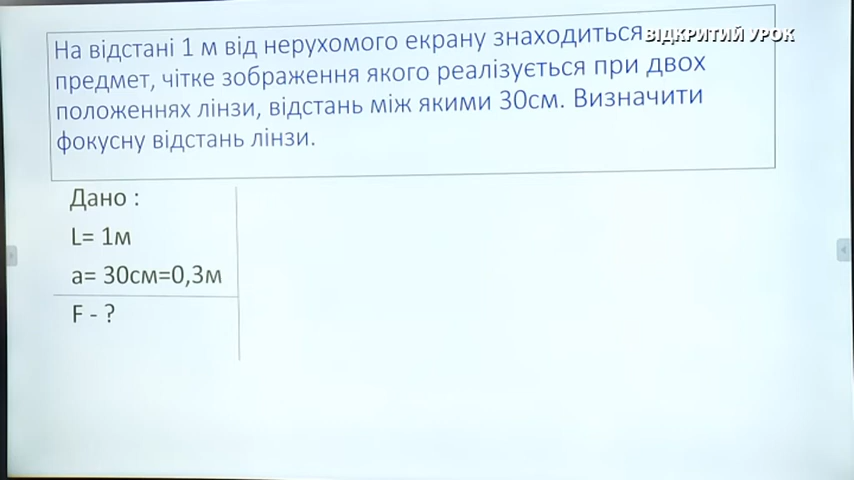 На відстані 1 м від нерухомого екрану знаходиться
ВІДКРИТИЙ УРОК
предмет, чітке зображення якого реалізується при двох
положеннях лінзи, відстань між якими 30см. Визначити
фокусну відстань лінзи.
Дано :
L= 1м
а= 30см=0,3м
F - ?